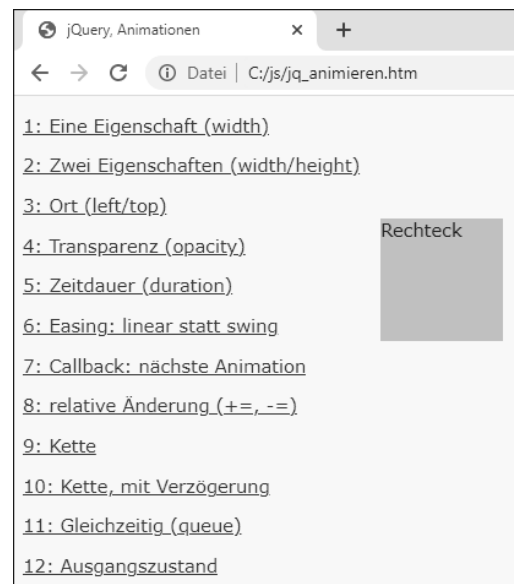 jQuery, Animationen
Datei | C:/js/jq_animieren.htm
1: Eine Eigenschaft (width)
2: Zwei Eigenschaften (width/height)
3: Ort (left/top)
Rechteck
4: Transparenz (opacity)
5: Zeitdauer (duration)
6: Easing: linear statt swing
7: Callback: nächste Animation
8: relative Änderung (+=, -=)
9: Kette
10: Kette, mit Verzögerung
11: Gleichzeitig (queue)
12: Ausgangszustand